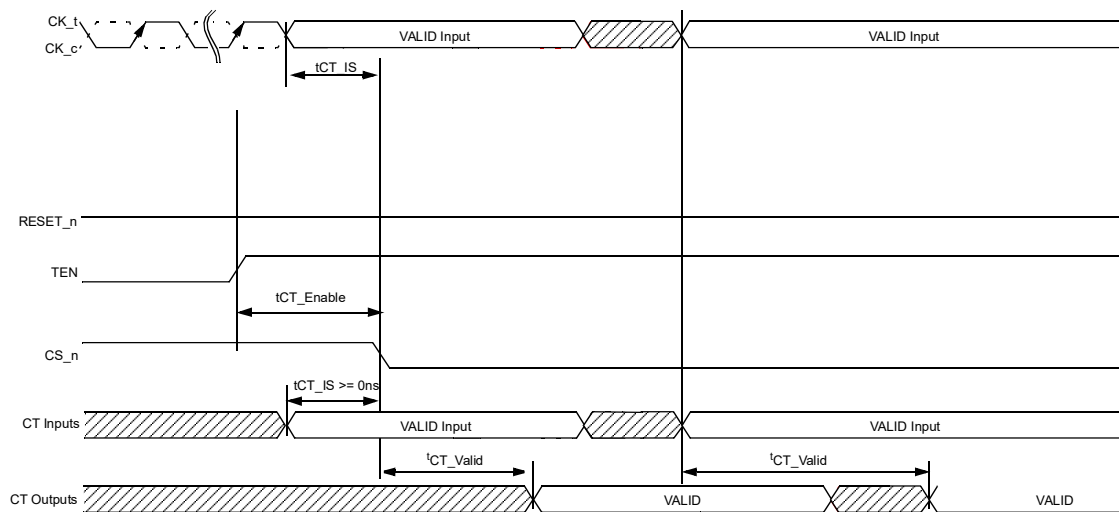 CK_t
CK_c
VALID Input
VALID Input
tCT_IS
RESET_n
TEN
tCT_Enable
CS_n
tCT_IS >= 0ns
CT Inputs
VALID Input
VALID Input
tCT_Valid
tCT_Valid
CT Outputs
VALID
VALID